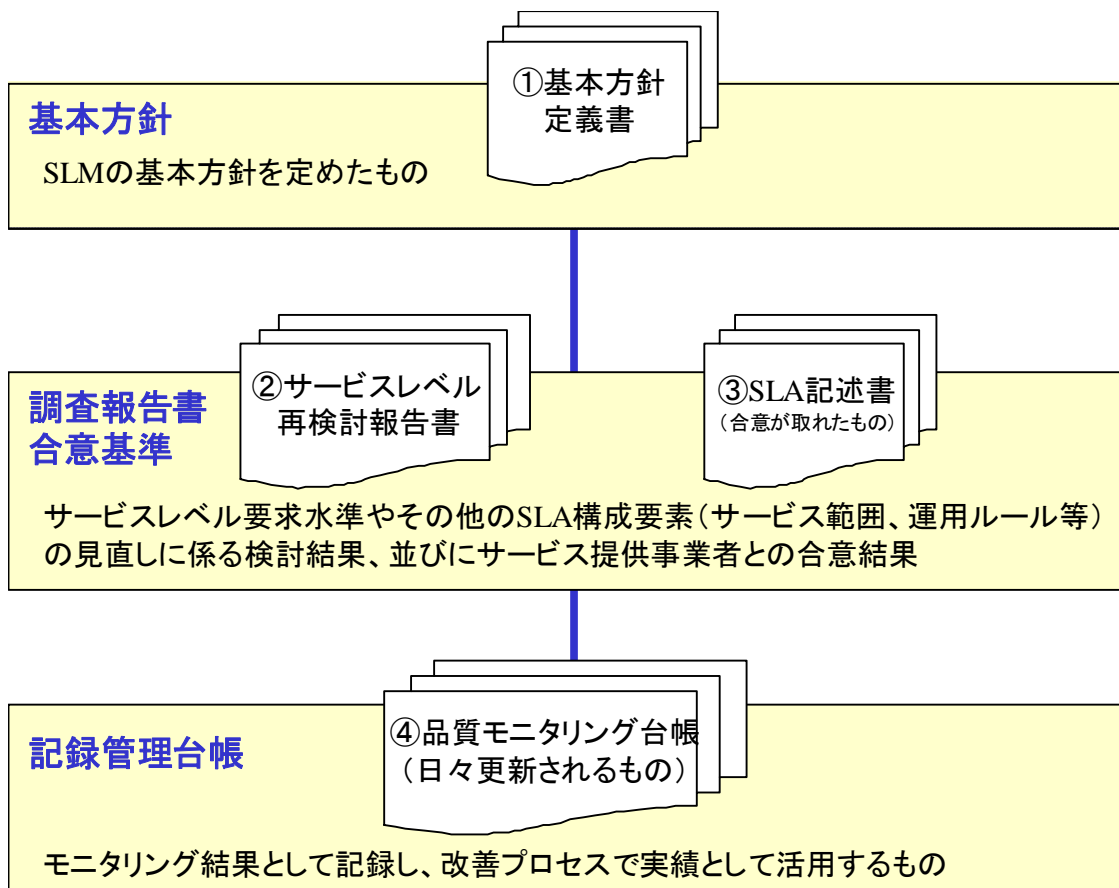 ①基本方針
定義書
基本方針
SLMの基本方針を定めたもの
②サービスレベル
再検討報告書
③SLA記述書
(合意が取れたもの)
調査報告書
合意基準
サービスレベル要求水準やその他のSLA構成要素(サービス範囲、運用ルール等)
の見直しに係る検討結果、並びにサービス提供事業者との合意結果
④品質モニタリング台帳
(日々更新されるもの)
記録管理台帳
モニタリング結果として記録し、改善プロセスで実績として活用するもの